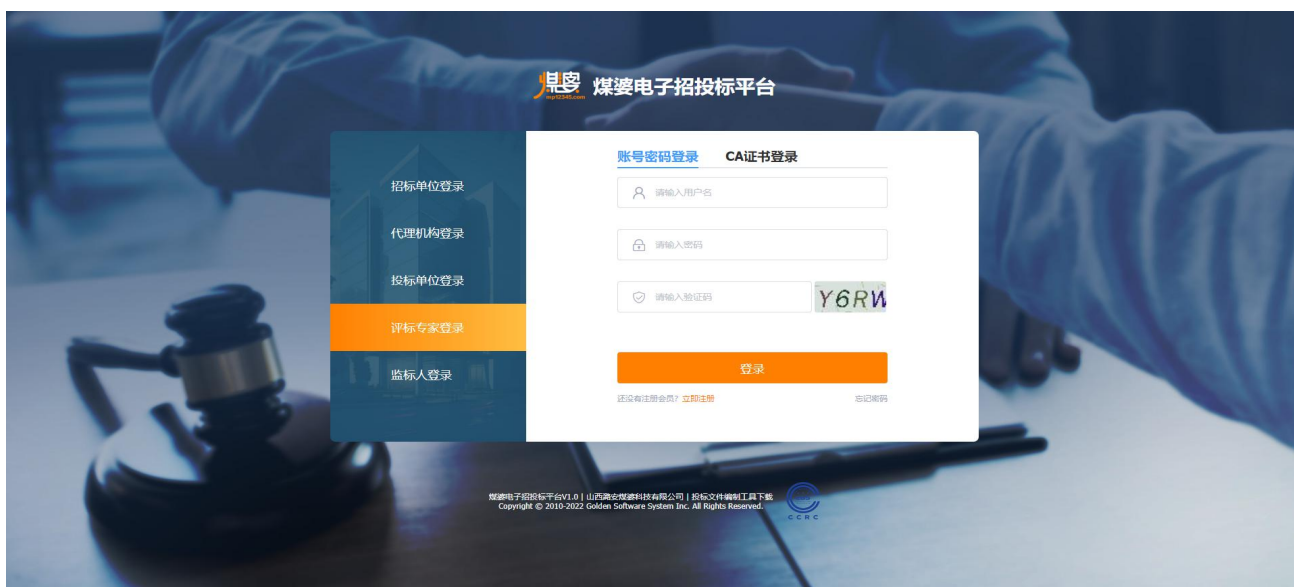 煤婆
mp12345.com
煤婆电子招投标平台
招标单位登录
代理机构登录
投标单位登录
评标专家登录
监标人登录
账号密码登录 CA证书登录
请输入用户名
请输入密码
请输入验证码
Y6RW
登录
还没有注册会员? 立即注册 忘记密码
煤婆电子招投标平台V1.0 | 山西潞安煤婆科技有限公司 | 投标文件编制工具下载
Copyright © 2010-2022 Golden Software System Inc. All Rights Reserved.
CCRC